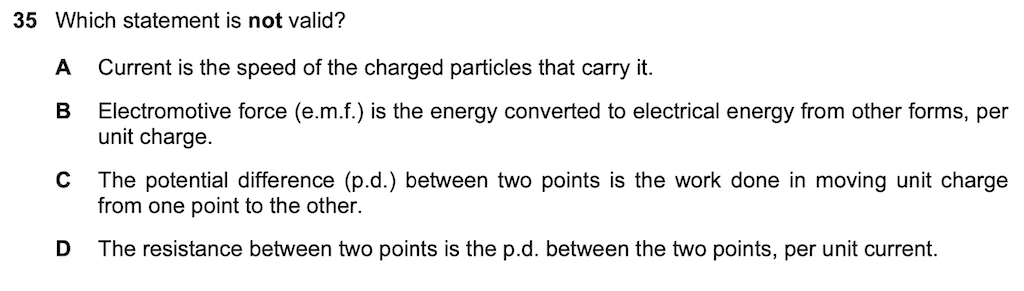 35 Which statement is not valid?
A Current is the speed of the charged particles that carry it.
B Electromotive force (e.m.f.) is the energy converted to electrical energy from other forms, per
unit charge.
C The potential difference (p.d.) between two points is the work done in moving unit charge
from one point to the other.
D The resistance between two points is the p.d. between the two points, per unit current.